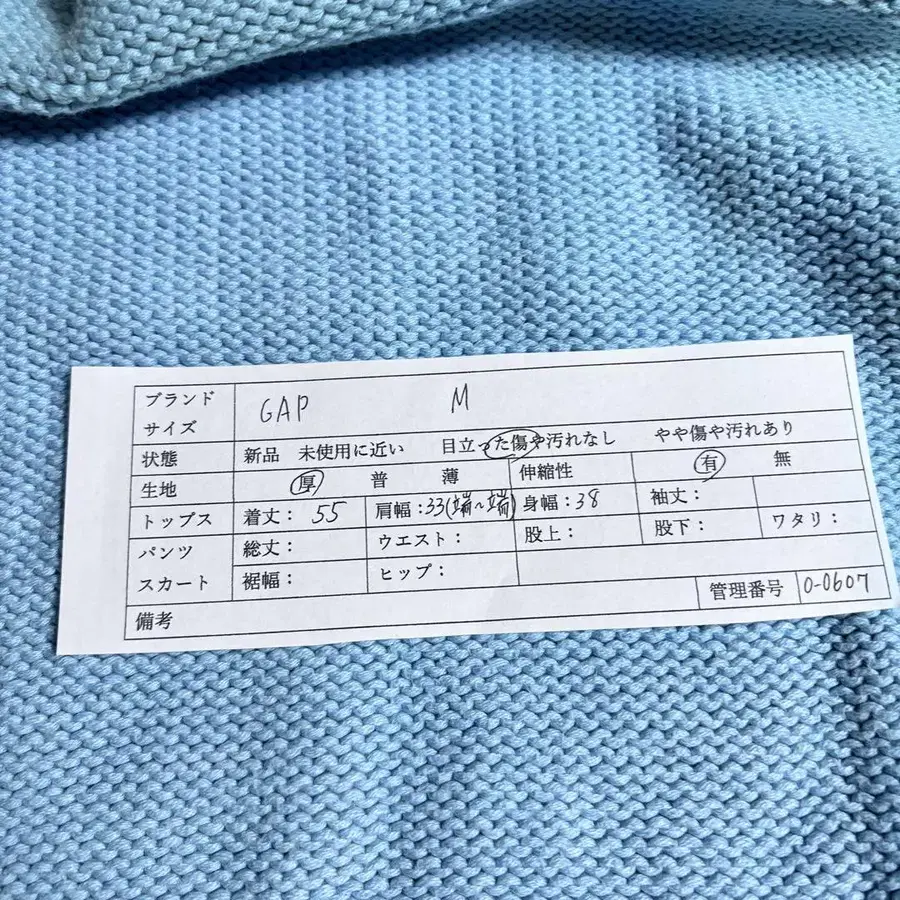 ブランド
サイズ
GAP M
状態 新品 未使用に近い 目立った傷や汚れなし やや傷や汚れあり
生地 厚 普 薄 伸縮性 有 無
トップス 着丈: 55 肩幅:33(端〜端) 身幅:38 袖丈:
パンツ 総丈: ウエスト: 股上: 股下: ワタリ:
スカート 裾幅: ヒップ:
備考 管理番号 0-0607